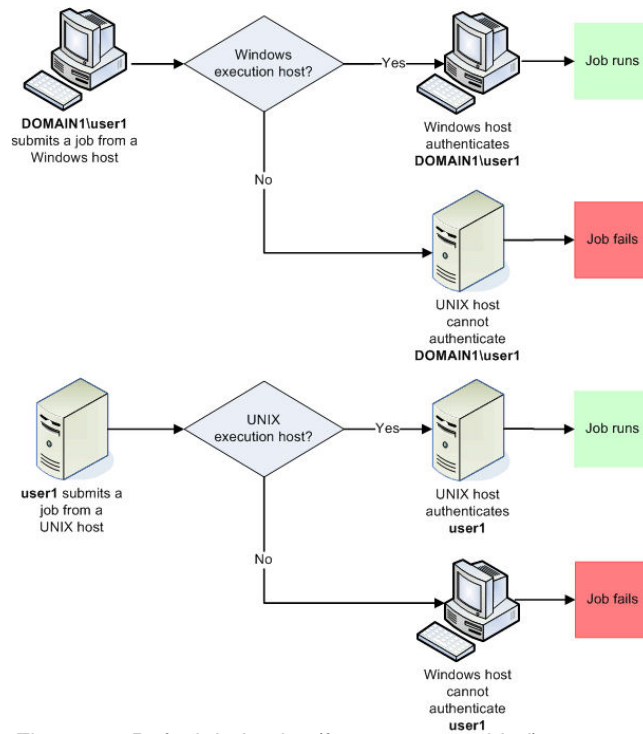 Windows
execution host?
Yes
Job runs
DOMAIN1\user1
submits a job from a
Windows host
Windows host
authenticates
DOMAIN1\user1
No
Job fails
UNIX host
cannot
authenticate
DOMAIN1\user1
UNIX
execution host?
Yes
Job runs
user1 submits a
job from a
UNIX host
UNIX host
authenticates
user1
No
Job fails
Windows host
cannot
authenticate
user1